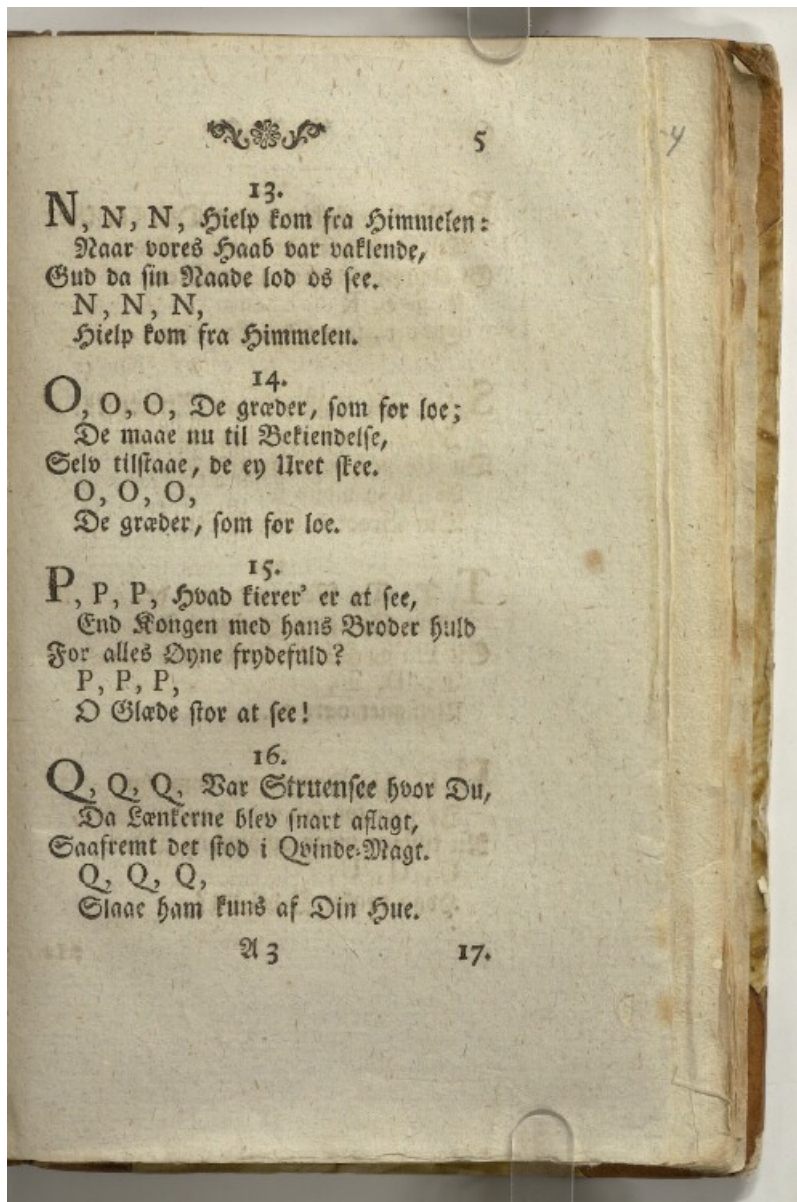 5
4
13.
N, N, N, Hielp kom fra Himmelen:
Naar vores Haab var vaklende,
Gud da sin Naade lod os see.
N, N, N,
Hielp kom fra Himmelen.
14.
O, O, O, De græder, som for loe;
De maae nu til Bekiendelse,
Selv tilstaae, de ey Uret skee.
O, O, O,
De græder, som for loe.
15.
P, P, P, Hvad kierer' er at see,
End Kongen med hans Broder huld
For alles Øyne frydefuld?
P, P, P,
O Glæde stor at see!
16.
Q, Q, Q, Var Struensee hvor Du,
Da Lænkerne blev snart aflagt,
Saafremt det stod i Qvinde-Magt.
Q, Q, Q,
Slaae ham kuns af Din Hue.
A 3
17.